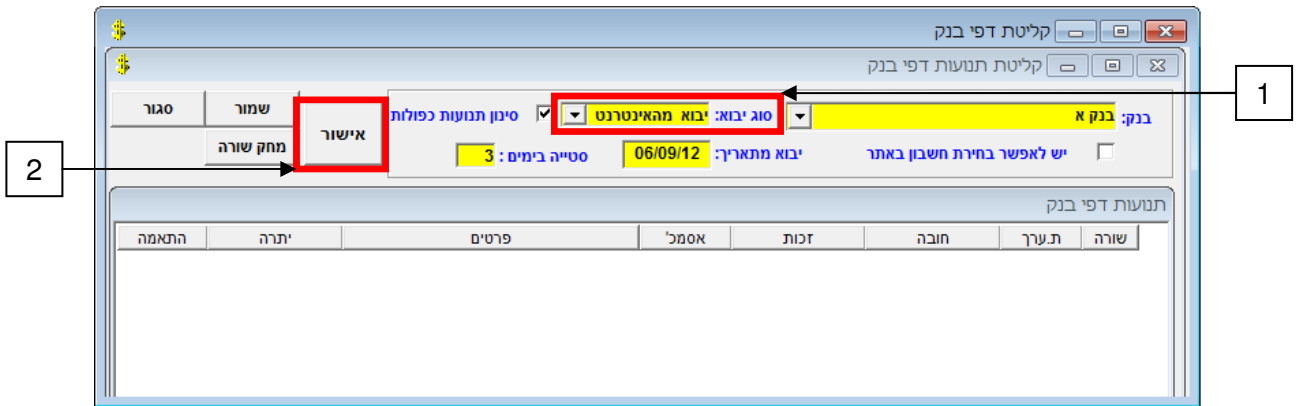 קליטת דפי בנק
קליטת תנועות דפי בנק
1
בנק: בנק א סוג יבוא: יבוא מהאינטרנט סינון תנועות כפולות אישור שמור סגור
יש לאפשר בחירת חשבון באתר יבוא מתאריך: 06/09/12 סטייה בימים : 3 מחק שורה
2
תנועות דפי בנק
שורה ת.ערך חובה זכות אסמכ' פרטים יתרה התאמה